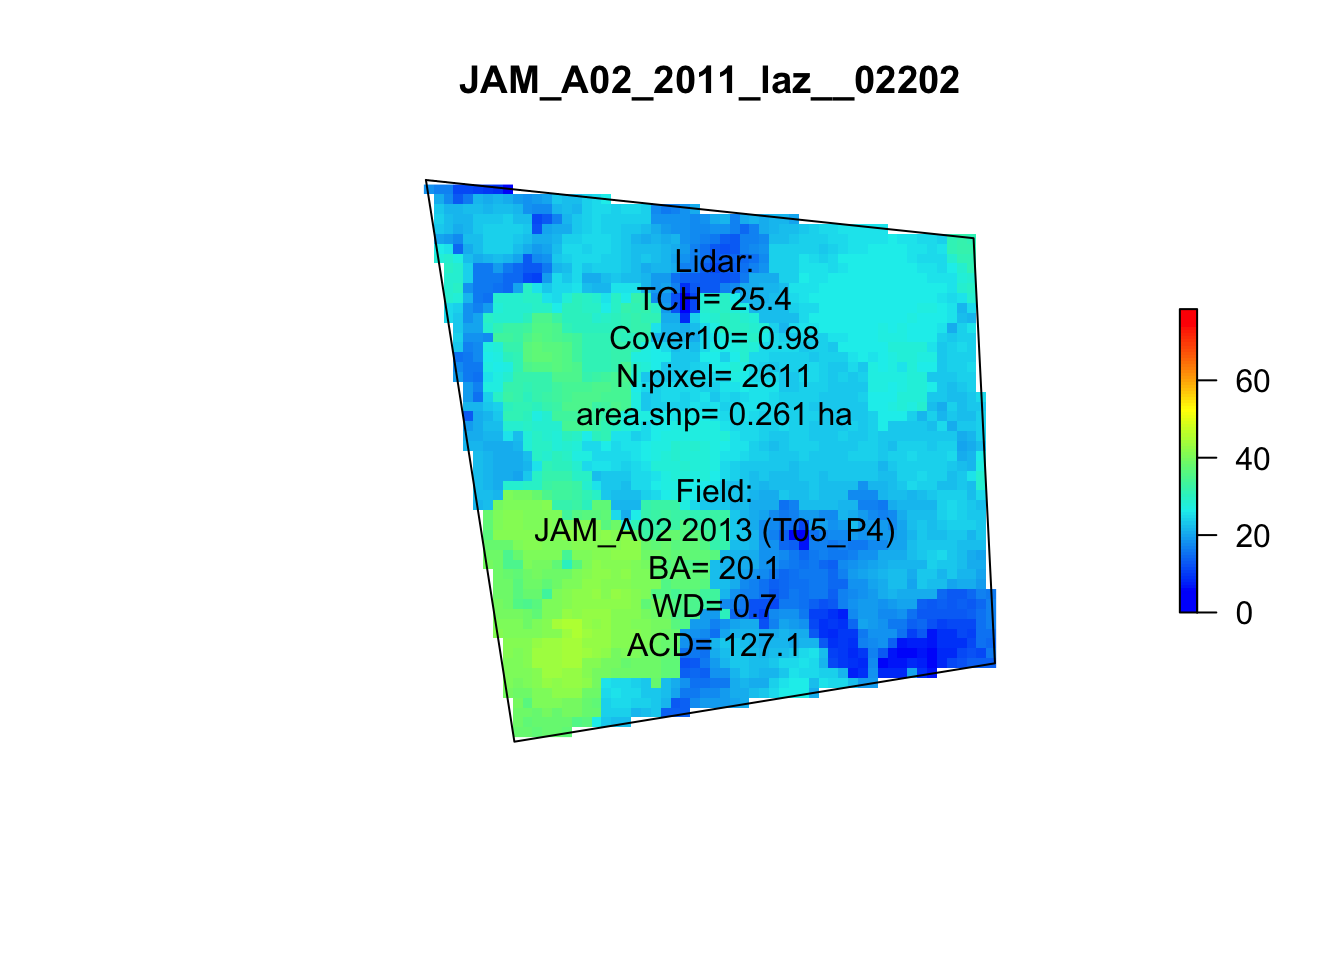 JAM_A02_2011_laz__02202
Lidar:
TCH= 25.4
Cover10= 0.98
N.pixel= 2611
area.shp= 0.261 ha
Field:
JAM_A02 2013 (T05_P4)
BA= 20.1
WD= 0.7
ACD= 127.1
60
40
20
0